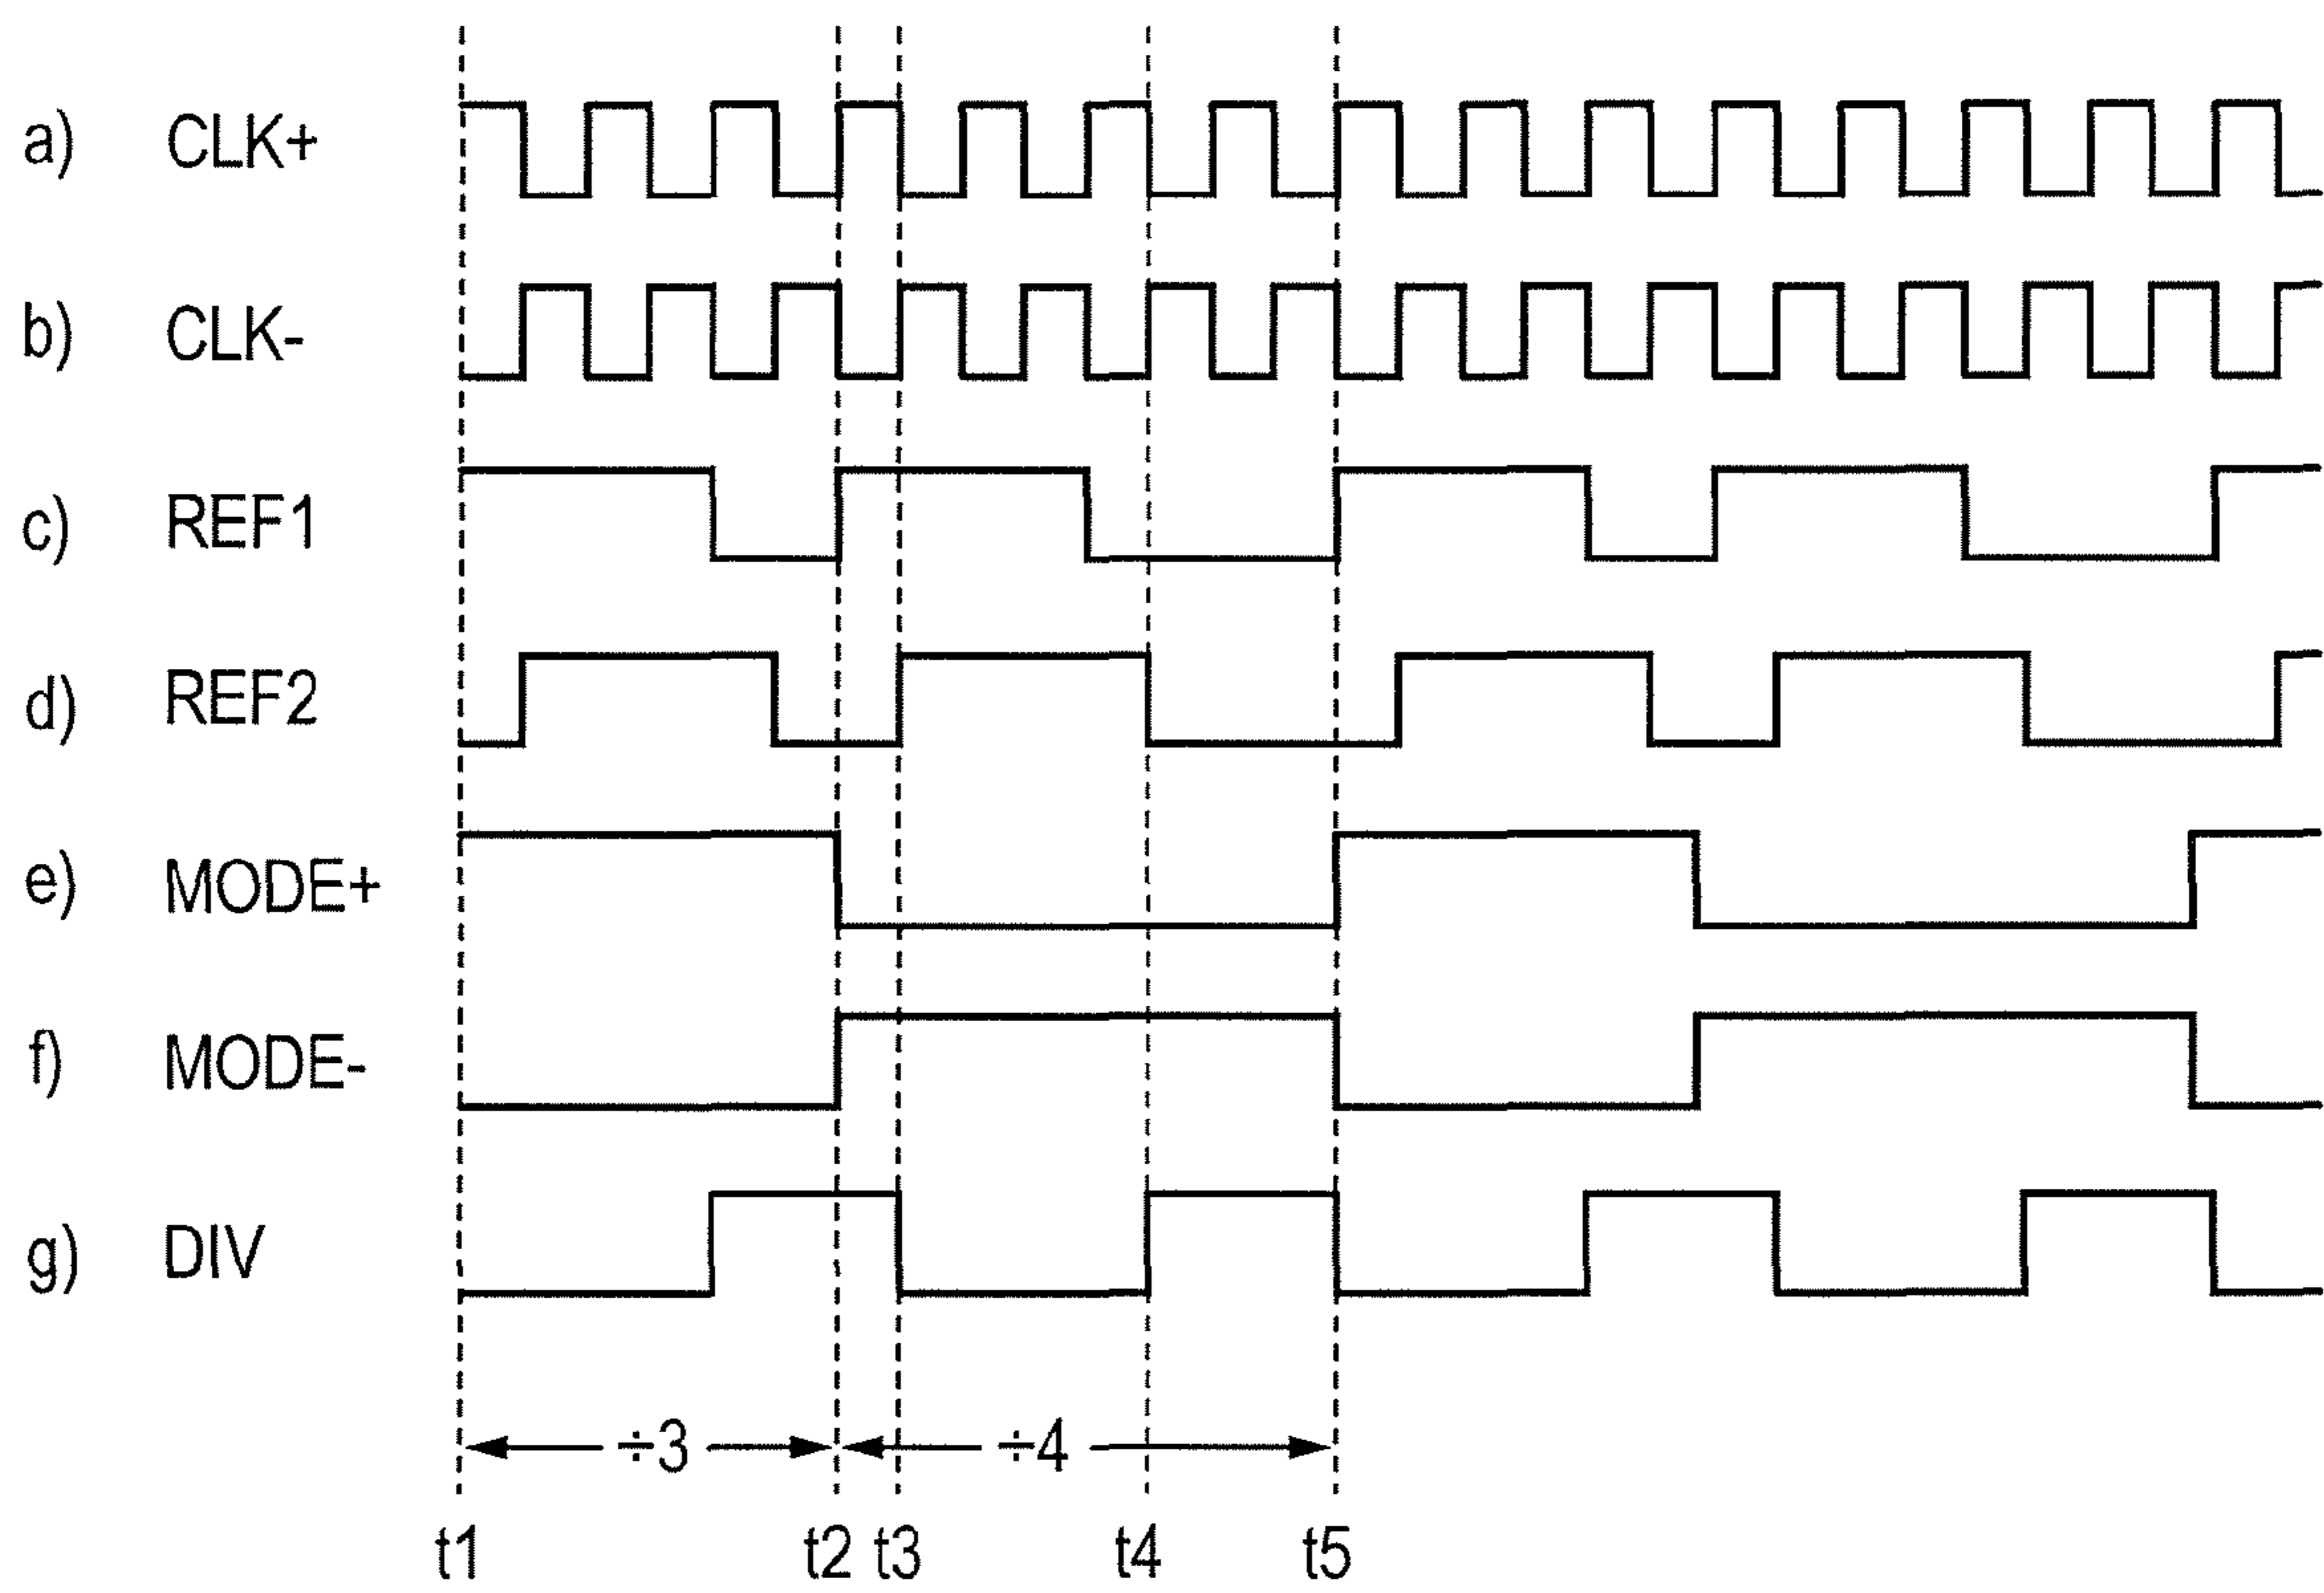 a) CLK+
b) CLK-
c) REF1
d) REF2
e) MODE+
f) MODE-
g) DIV
÷3 ÷4
t1 t2 t3 t4 t5